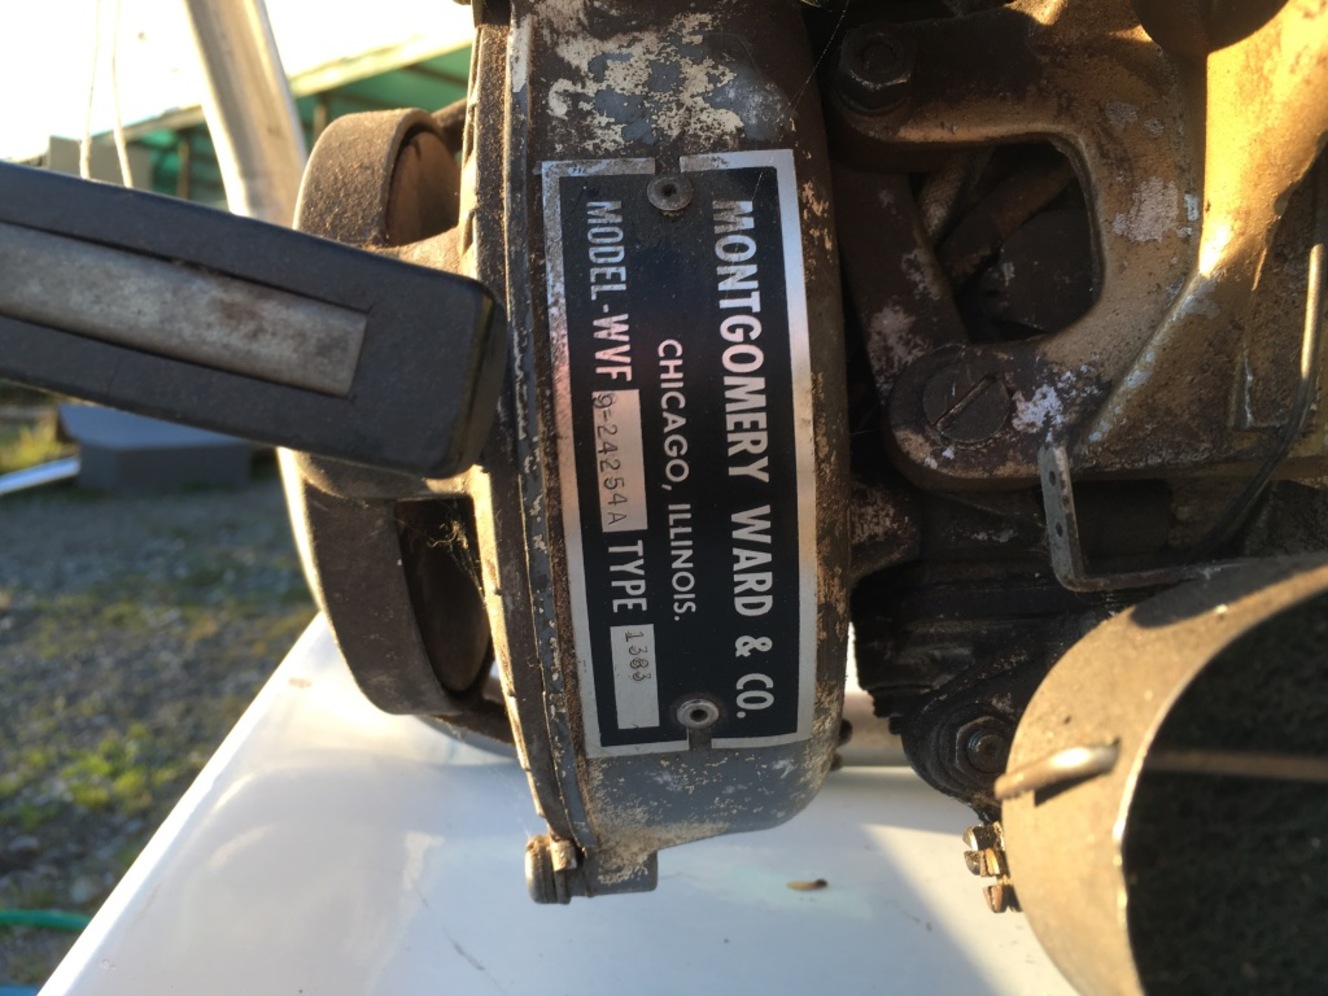 MONTGOMERY WARD & CO.
CHICAGO, ILLINOIS.
MODEL-WVF 9-24254A TYPE 1383